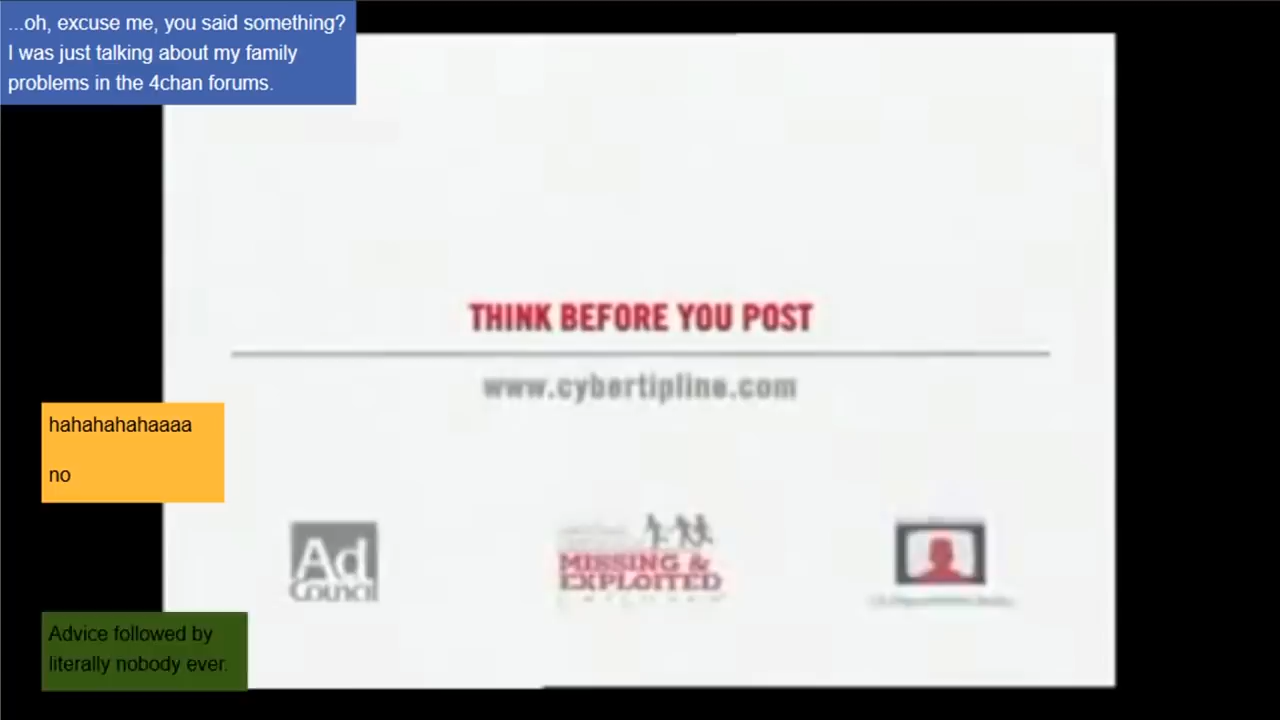 ...oh, excuse me, you said something?
I was just talking about my family
problems in the 4chan forums.
THINK BEFORE YOU POST
www.cybertipline.com
hahahahahaaaa
no
Ad
Council
MISSING &
EXPLOITED
Advice followed by
literally nobody ever.